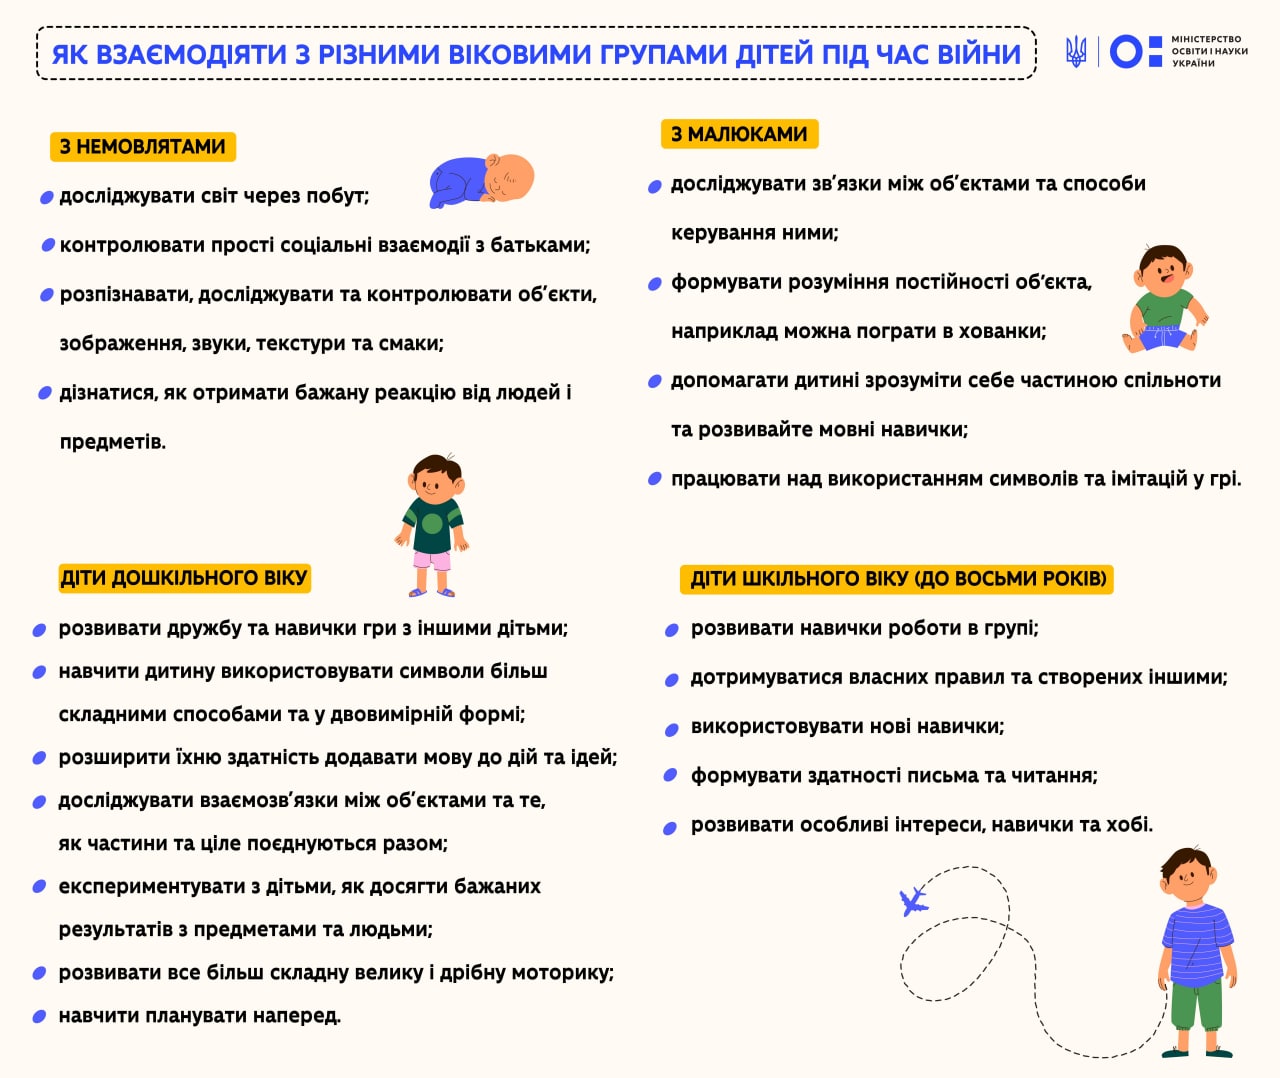 ЯК ВЗАЄМОДІЯТИ З РІЗНИМИ ВІКОВИМИ ГРУПАМИ ДІТЕЙ ПІД ЧАС ВІЙНИ
МІНІСТЕРСТВО
ОСВІТИ І НАУКИ
УКРАЇНИ
З НЕМОВЛЯТАМИ
досліджувати світ через побут;
контролювати прості соціальні взаємодії з батьками;
розпізнавати, досліджувати та контролювати об’єкти,
зображення, звуки, текстури та смаки;
дізнатися, як отримати бажану реакцію від людей і
предметів.
З МАЛЮКАМИ
досліджувати зв’язки між об’єктами та способи
керування ними;
формувати розуміння постійності об’єкта,
наприклад можна пограти в хованки;
допомагати дитині зрозуміти себе частиною спільноти
та розвивайте мовні навички;
працювати над використанням символів та імітацій у грі.
ДІТИ ДОШКІЛЬНОГО ВІКУ
розвивати дружбу та навички гри з іншими дітьми;
навчити дитину використовувати символи більш
складними способами та у двовимірній формі;
розширити їхню здатність додавати мову до дій та ідей;
досліджувати взаємозв’язки між об’єктами та те,
як частини та ціле поєднуються разом;
експериментувати з дітьми, як досягти бажаних
результатів з предметами та людьми;
розвивати все більш складну велику і дрібну моторику;
навчити планувати наперед.
ДІТИ ШКІЛЬНОГО ВІКУ (ДО ВОСЬМИ РОКІВ)
розвивати навички роботи в групі;
дотримуватися власних правил та створених іншими;
використовувати нові навички;
формувати здатності письма та читання;
розвивати особливі інтереси, навички та хобі.